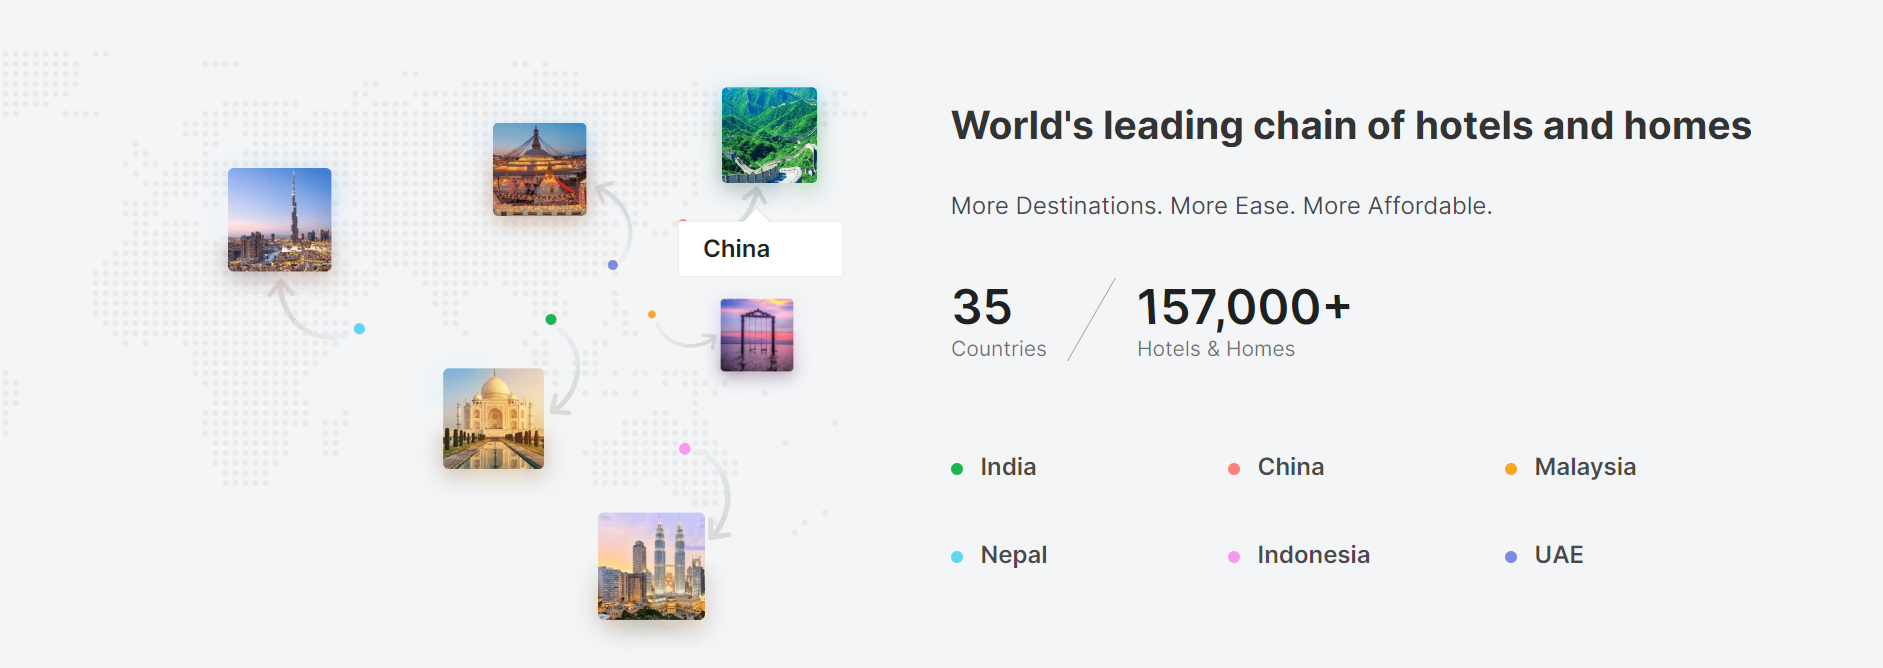 World's leading chain of hotels and homes
More Destinations. More Ease. More Affordable.
35
Countries
157,000+
Hotels & Homes
China
India
China
Malaysia
Nepal
Indonesia
UAE